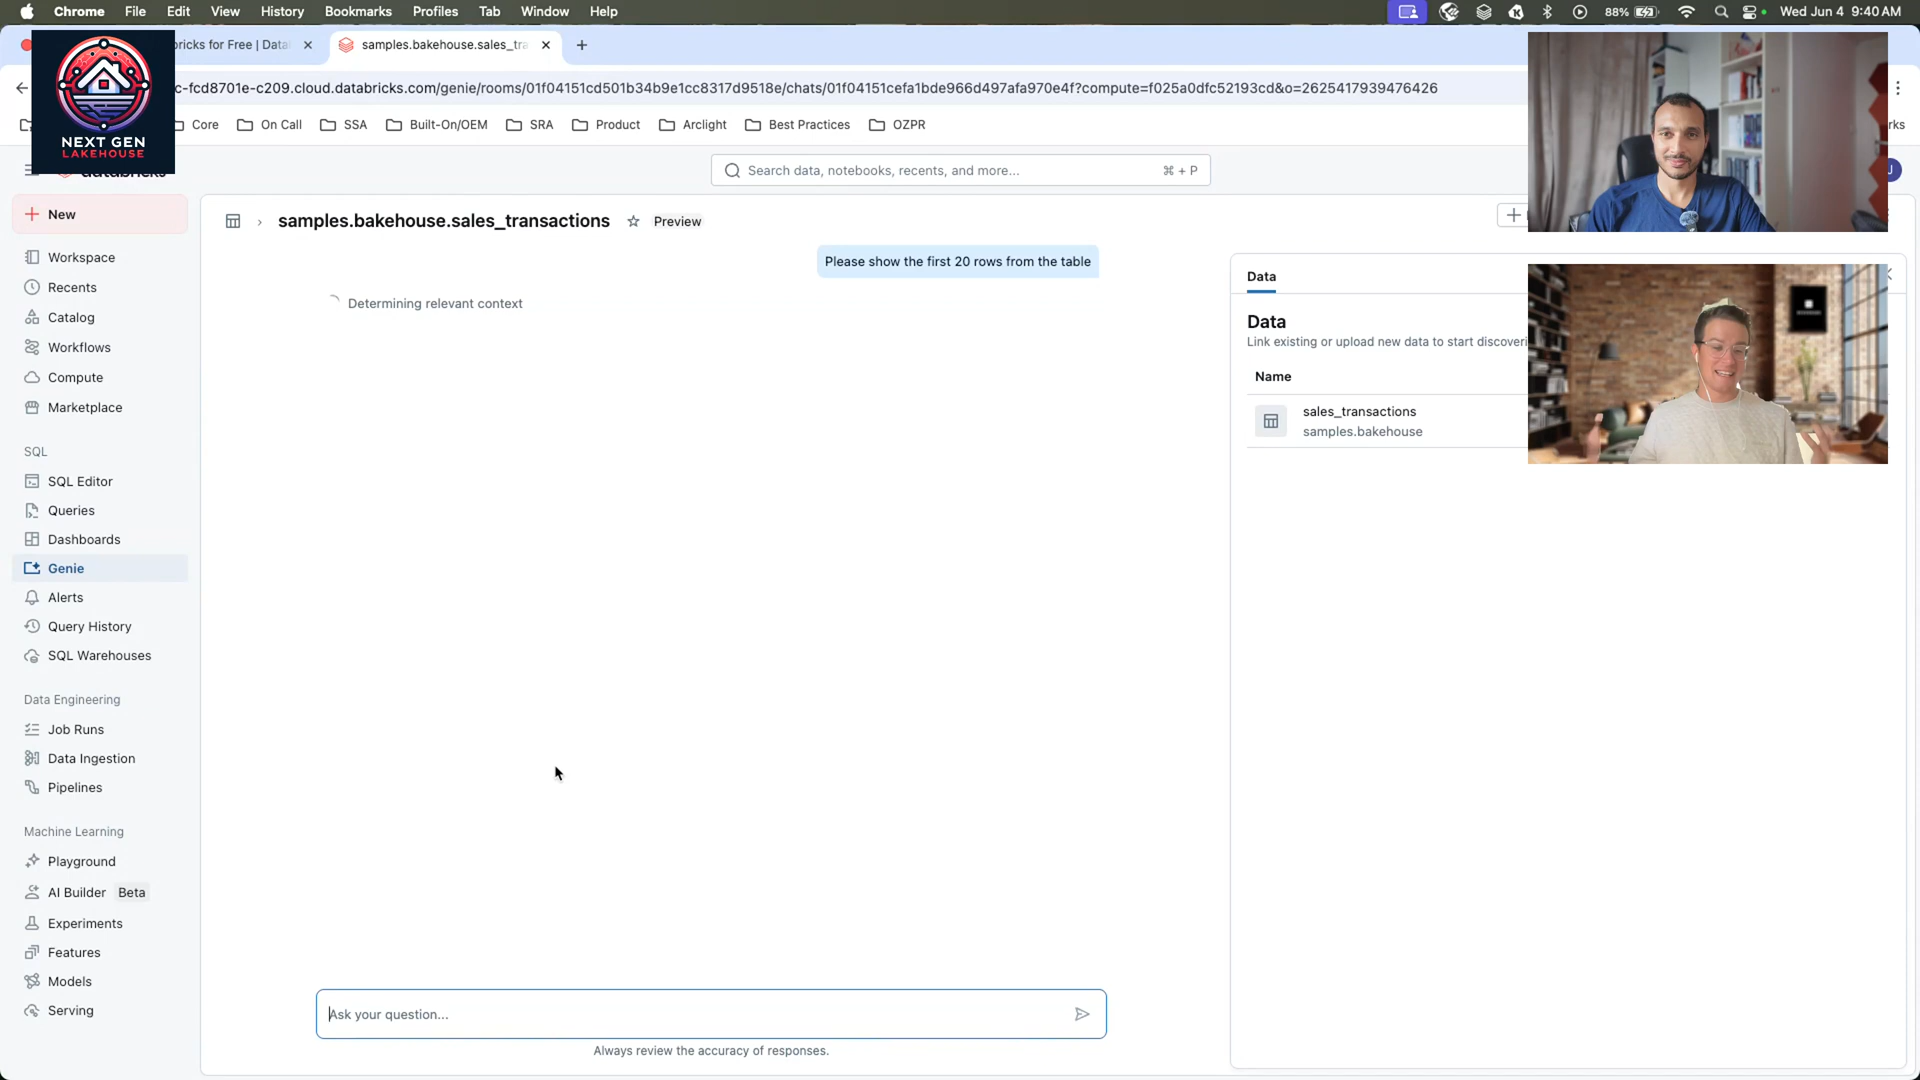 Chrome File Edit View History Bookmarks Profiles Tab Window Help
88% Wed Jun 4 9:40 AM
bricks for Free | Data
samples.bakehouse.sales_tra
c-fcd8701e-c209.cloud.databricks.com/genie/rooms/01f04151cd501b34b9e1cc8317d9518e/chats/01f04151cefa1bde966d497afa970e4f?compute=f025a0dfc52193cd&o=2625417939476426
NEXT GEN
LAKEHOUSE
Core On Call SSA Built-On/OEM SRA Product Arclight Best Practices OZPR
rks
databricks
Search data, notebooks, recents, and more...
⌘ + P
J
New
Workspace
Recents
Catalog
Workflows
Compute
Marketplace
SQL
SQL Editor
Queries
Dashboards
Genie
Alerts
Query History
SQL Warehouses
Data Engineering
Job Runs
Data Ingestion
Pipelines
Machine Learning
Playground
AI Builder Beta
Experiments
Features
Models
Serving
samples.bakehouse.sales_transactions
Preview
Please show the first 20 rows from the table
Determining relevant context
Ask your question...
Always review the accuracy of responses.
Data
Data
Link existing or upload new data to start discoveri
Name
sales_transactions
samples.bakehouse